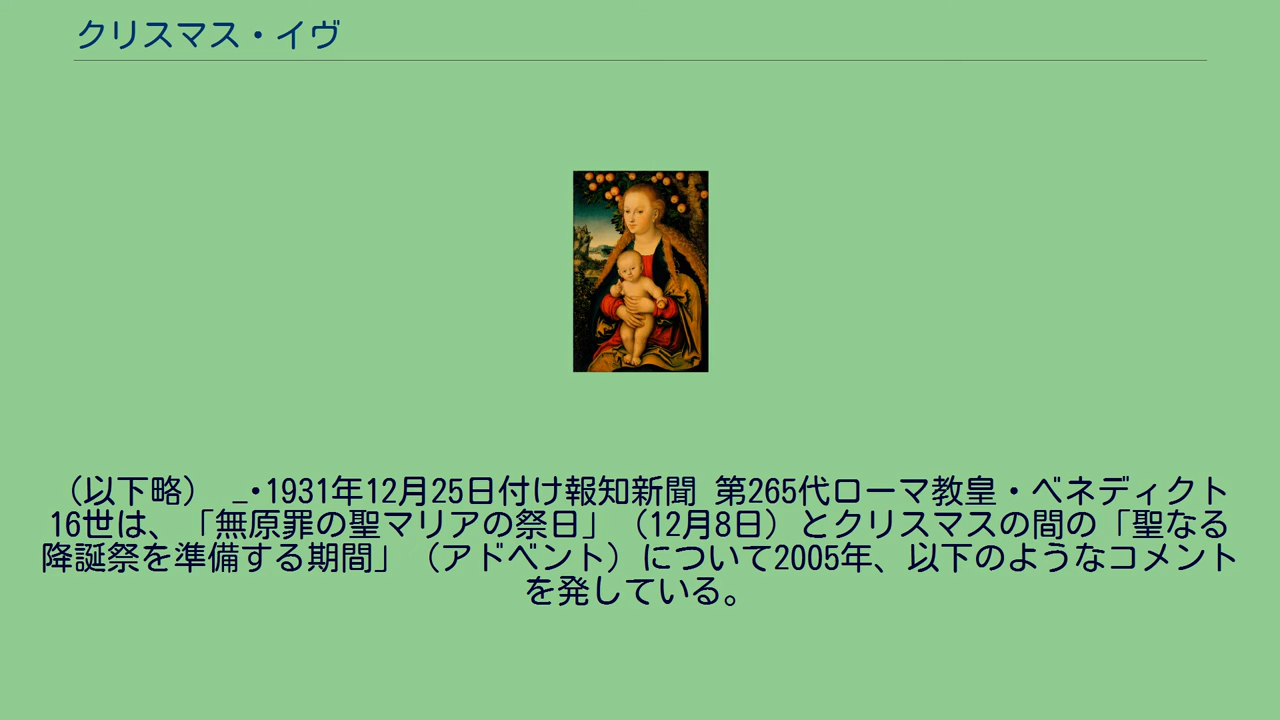 クリスマス・イヴ
（以下略） _・1931年12月25日付け報知新聞 第265代ローマ教皇・ベネディクト
16世は、「無原罪の聖マリアの祭日」（12月8日）とクリスマスの間の「聖なる
降誕祭を準備する期間」（アドベント）について2005年、以下のようなコメント
を発している。